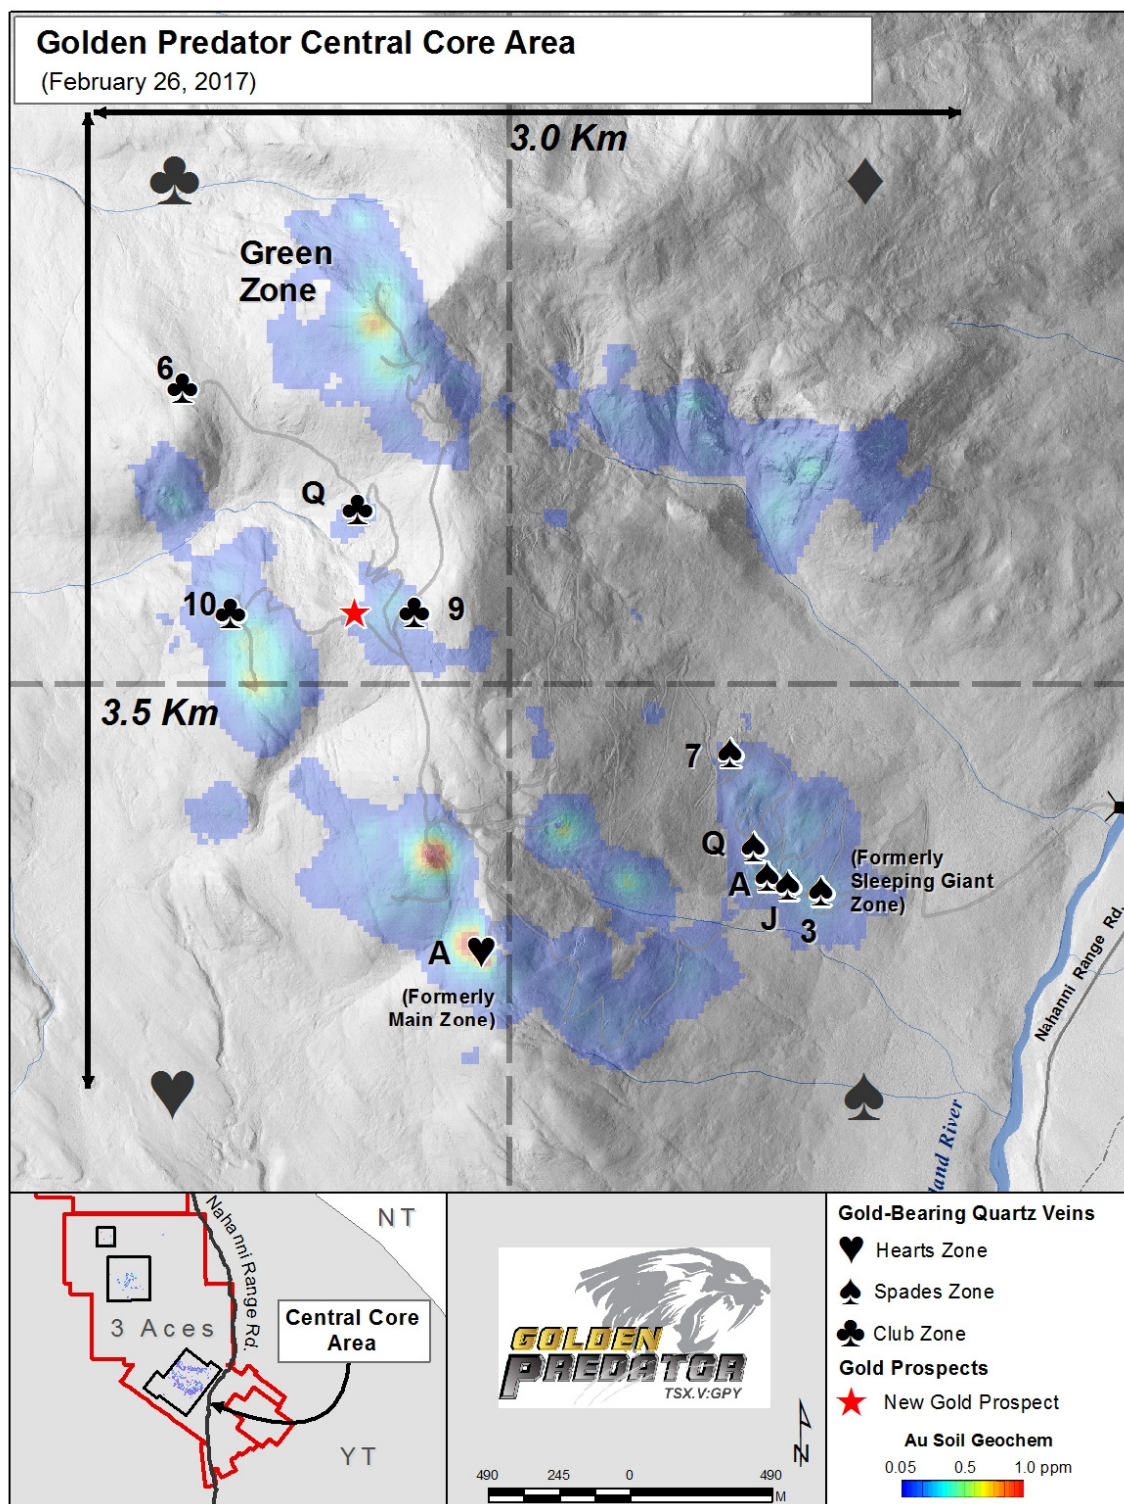 Golden Predator Central Core Area
(February 26, 2017)
3.0 Km
Green
Zone
6
Q
10
9
3.5 Km
7
Q
A
J
3
(Formerly
Sleeping Giant
Zone)
A
(Formerly
Main Zone)
Nahanni Range Rd.
land River
Nahanni Range Rd.
NT
3 Aces
Central Core
Area
YT
GOLDEN
PREDATOR
TSX.V:GPY
N
490 245 0 490
M
Gold-Bearing Quartz Veins
Hearts Zone
Spades Zone
Club Zone
Gold Prospects
New Gold Prospect
Au Soil Geochem
0.05 0.5 1.0 ppm